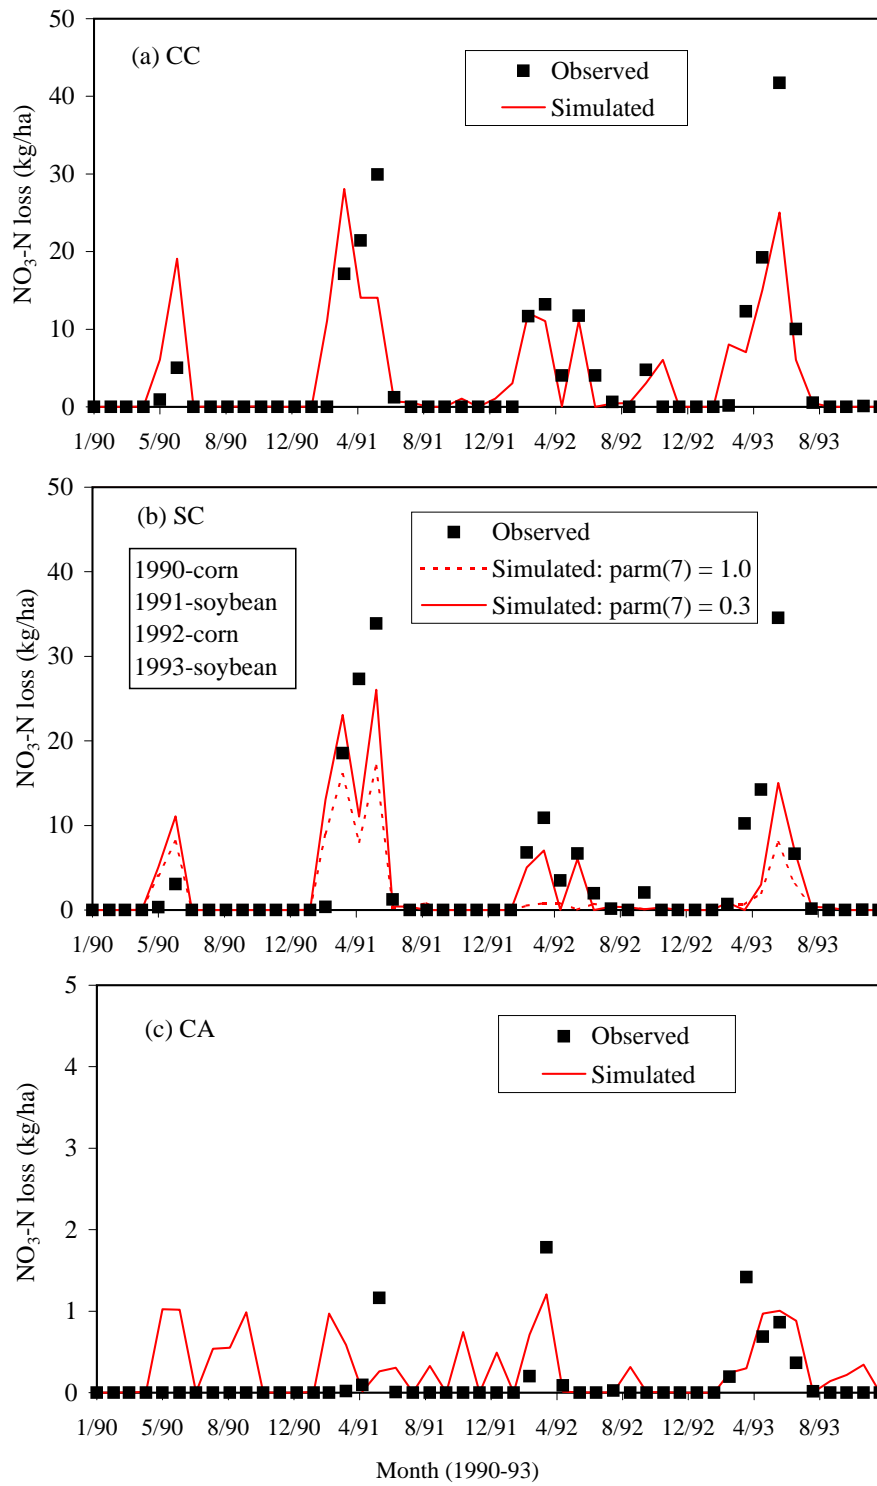 50
(a) CC
Observed
Simulated
40
30
20
10
0
NO3-N loss (kg/ha)
1/90 5/90 8/90 12/90 4/91 8/91 12/91 4/92 8/92 12/92 4/93 8/93
50
(b) SC
Observed
Simulated: parm(7) = 1.0
Simulated: parm(7) = 0.3
1990-corn
1991-soybean
1992-corn
1993-soybean
40
30
20
10
0
NO3-N loss (kg/ha)
1/90 5/90 8/90 12/90 4/91 8/91 12/91 4/92 8/92 12/92 4/93 8/93
5
(c) CA
Observed
Simulated
4
3
2
1
0
NO3-N loss (kg/ha)
1/90 5/90 8/90 12/90 4/91 8/91 12/91 4/92 8/92 12/92 4/93 8/93
Month (1990-93)